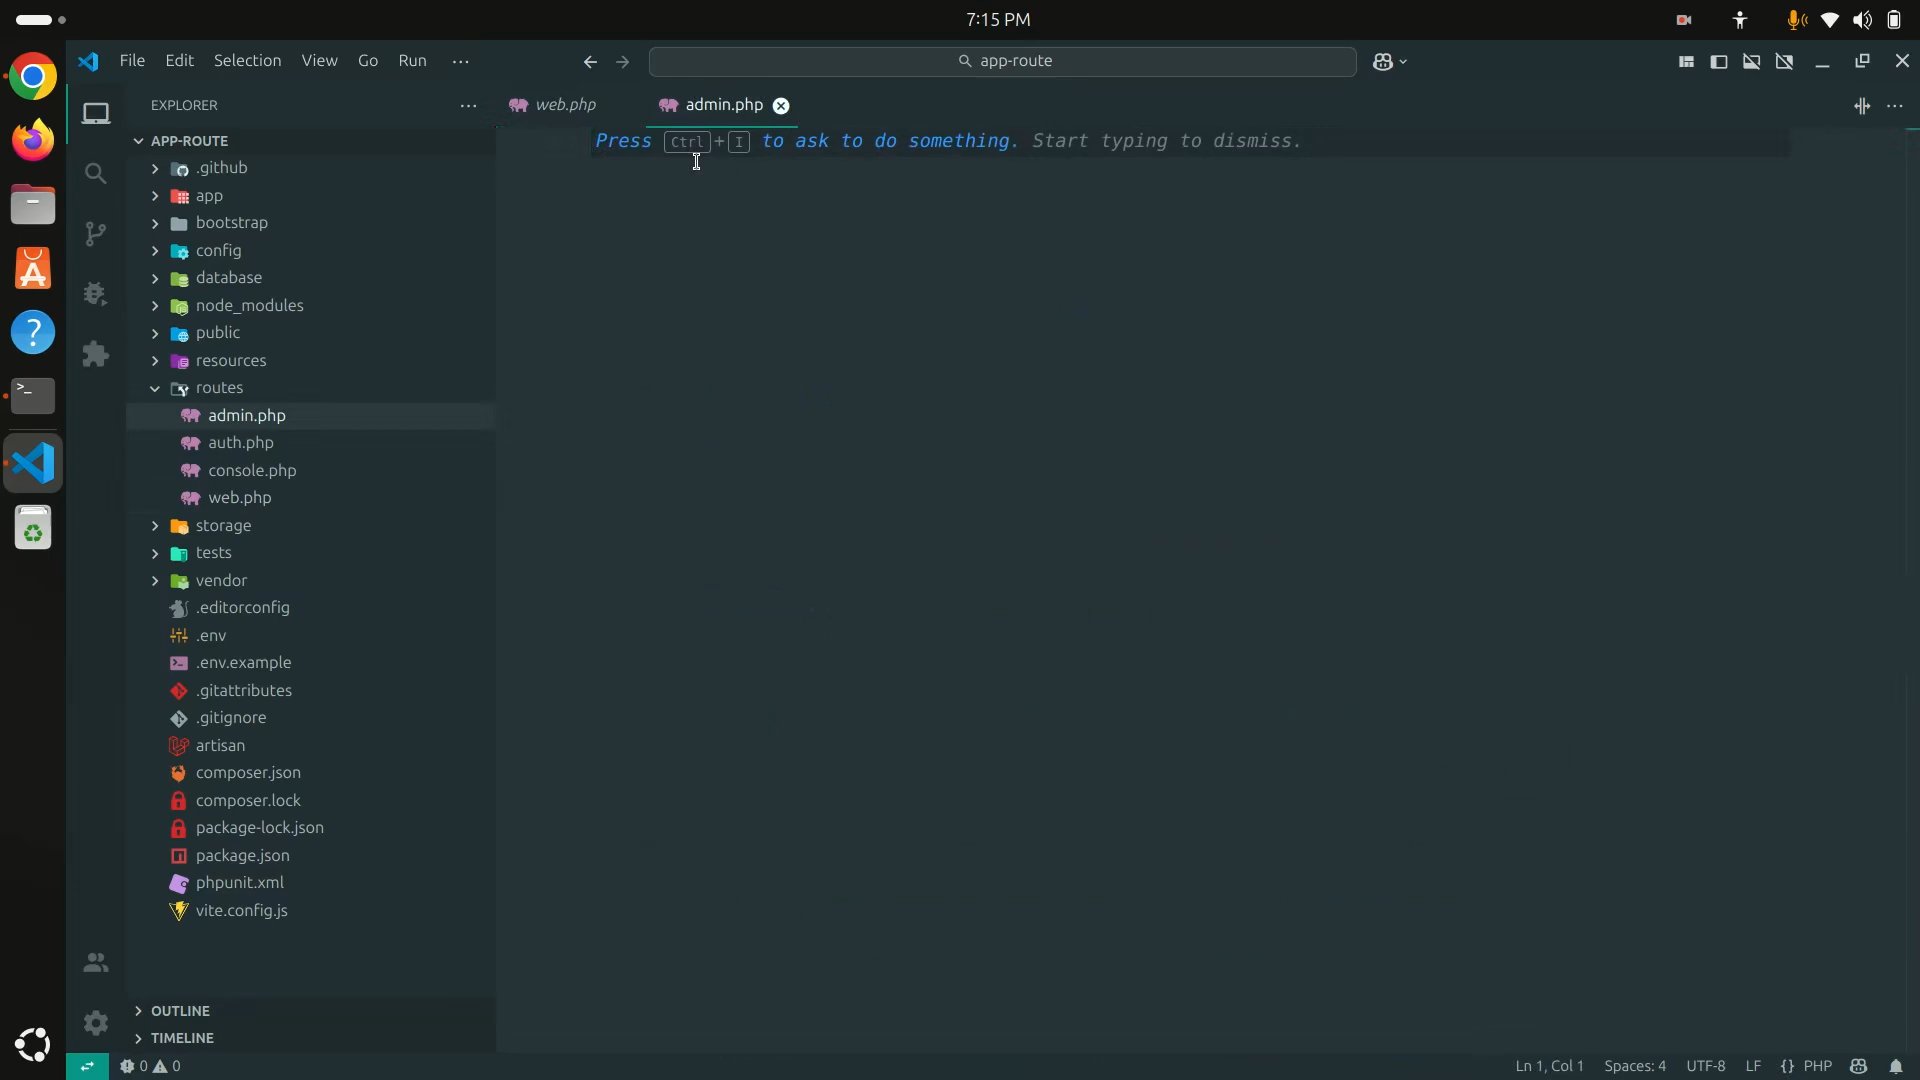 7:15 PM
File Edit Selection View Go Run ···
app-route
EXPLORER
web.php
admin.php
APP-ROUTE
Press Ctrl+I to ask to do something. Start typing to dismiss.
.github
app
bootstrap
config
database
node_modules
public
resources
routes
admin.php
auth.php
console.php
web.php
storage
tests
vendor
.editorconfig
.env
.env.example
.gitattributes
.gitignore
artisan
composer.json
composer.lock
package-lock.json
package.json
phpunit.xml
vite.config.js
OUTLINE
TIMELINE
0 0
Ln 1, Col 1 Spaces: 4 UTF-8 LF {} PHP